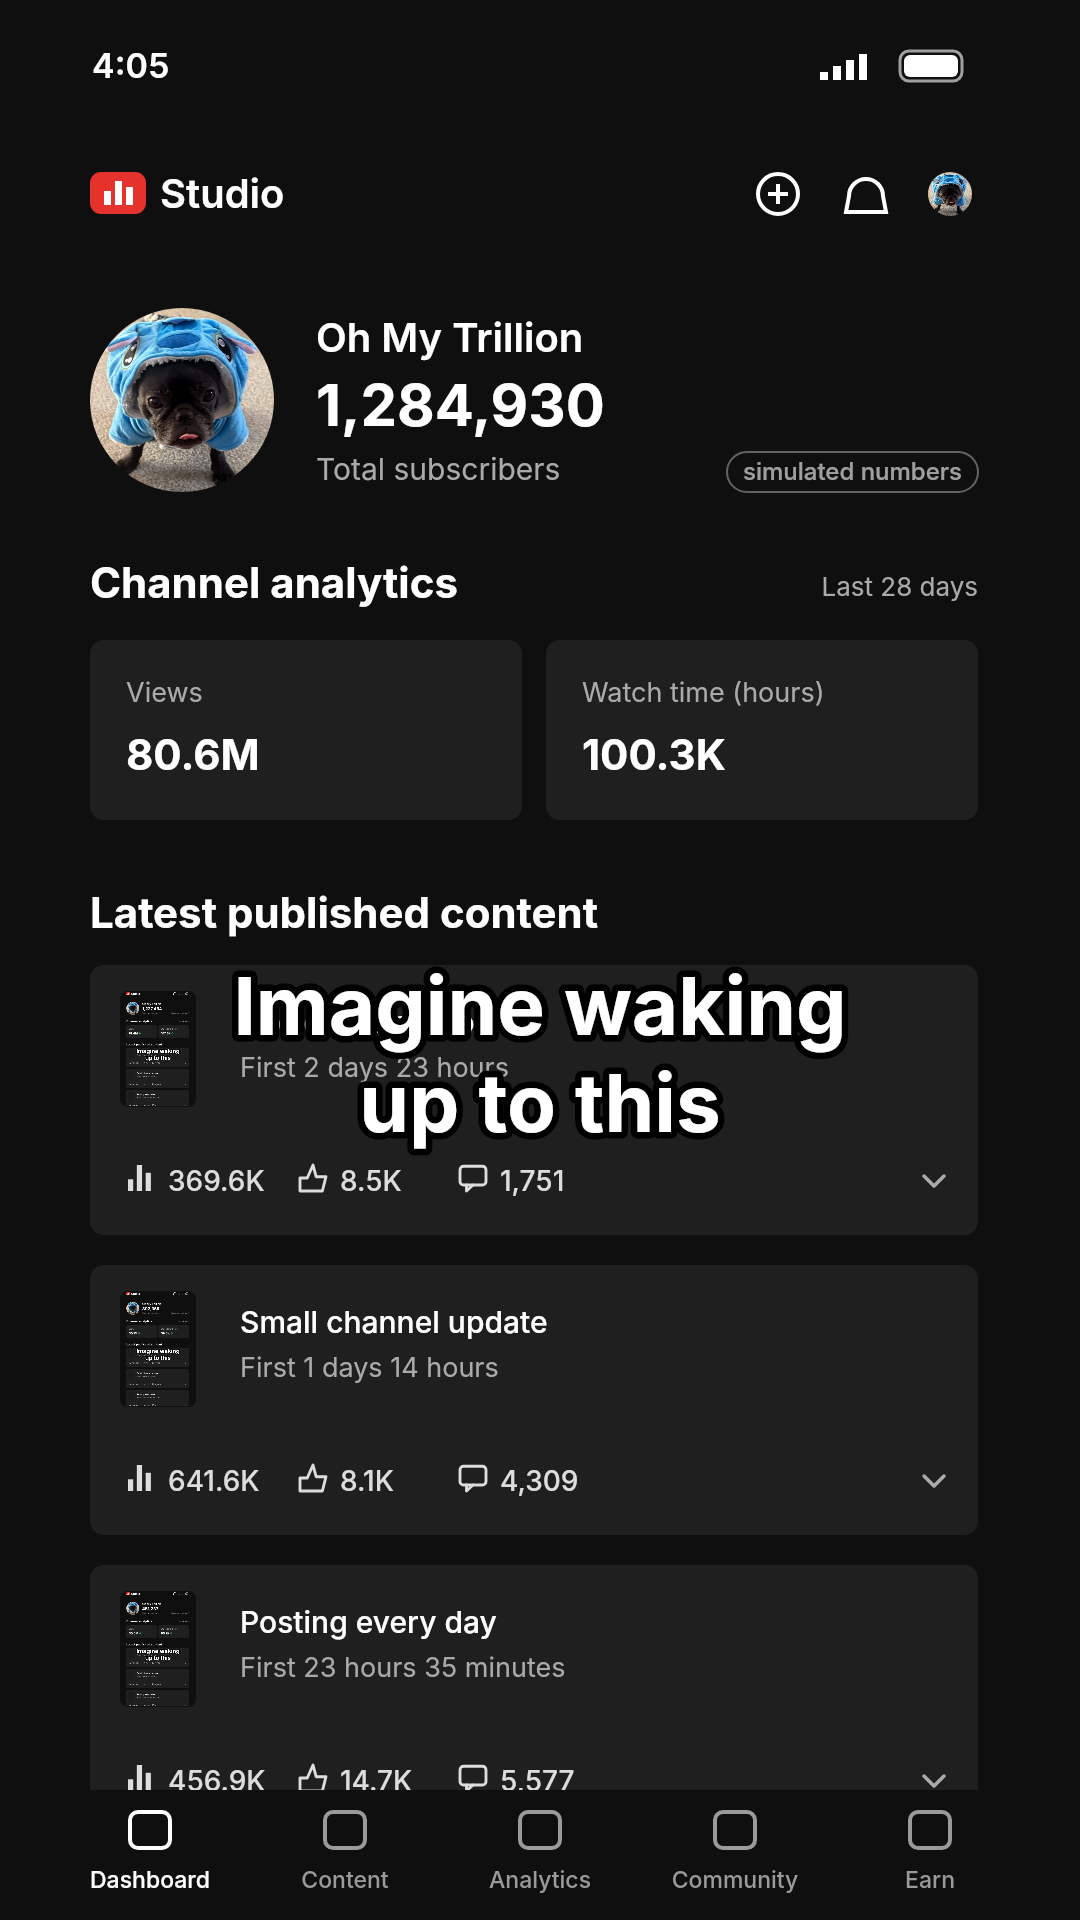 4:05
Studio
Oh My Trillion
1,284,930
Total subscribers
simulated numbers
Channel analytics
Last 28 days
Views
Watch time (hours)
80.6M
100.3K
Latest published content
Imagine waking
First 2 days 23 hours
up to this
369.6K
8.5K
1,751
Small channel update
First 1 days 14 hours
641.6K
8.1K
4,309
Posting every day
First 23 hours 35 minutes
456.9K
14.7K
5,577
Dashboard
Content
Analytics
Community
Earn